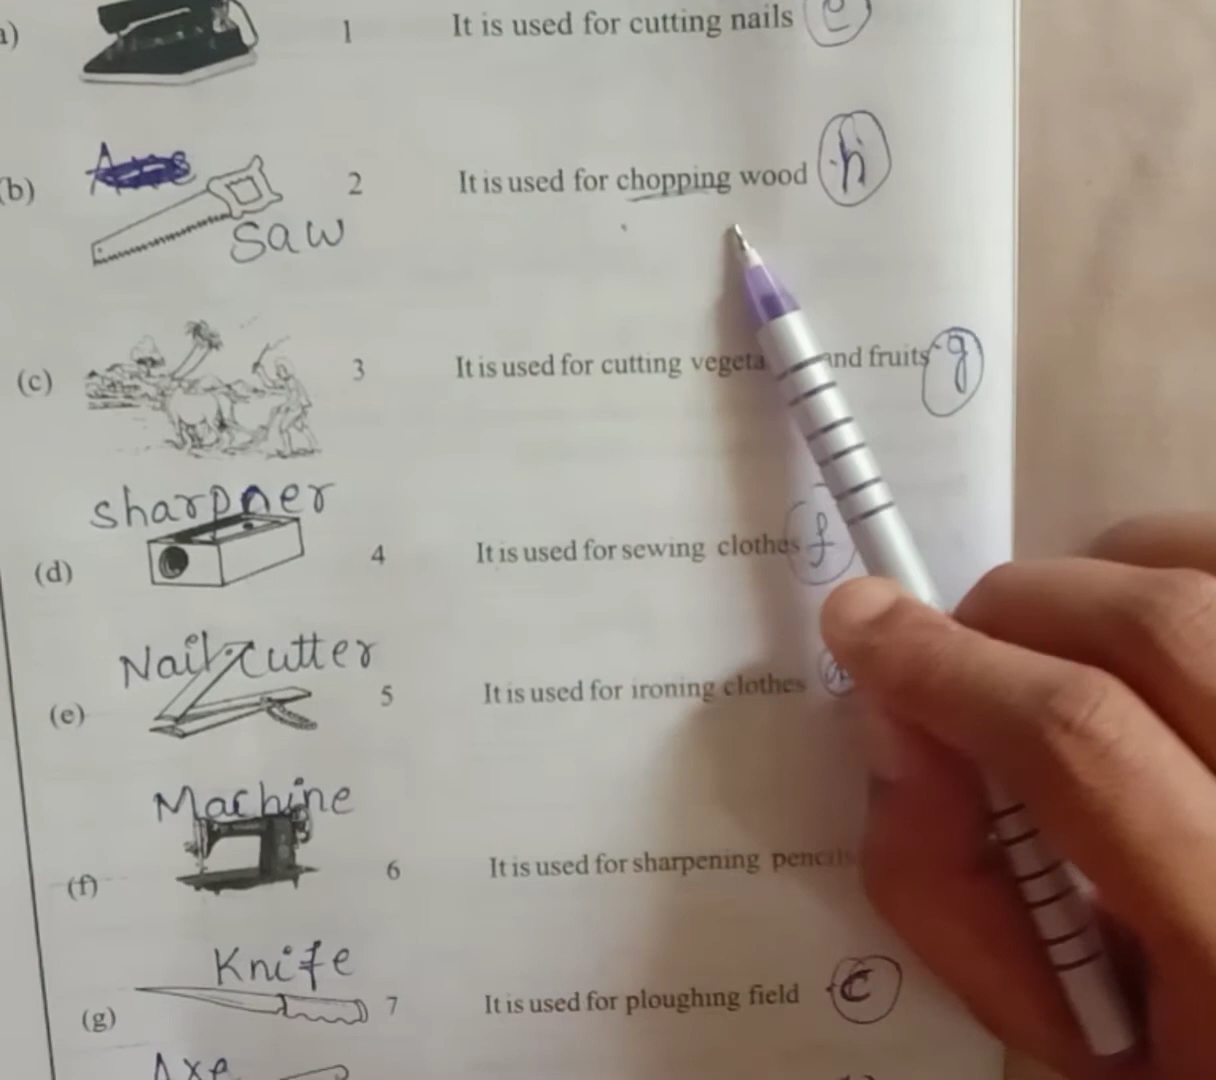 a) 1 It is used for cutting nails e
(b) 2 It is used for chopping wood h
saw
(c) 3 It is used for cutting and fruits g
sharpner
(d) 4 It is used for sewing clothes f
Nail cutter
(e) 5 It is used for ironing clothes
Machine
(f) 6 It is used for sharpening pencils
Knife
(g) 7 It is used for ploughing field c
Axe